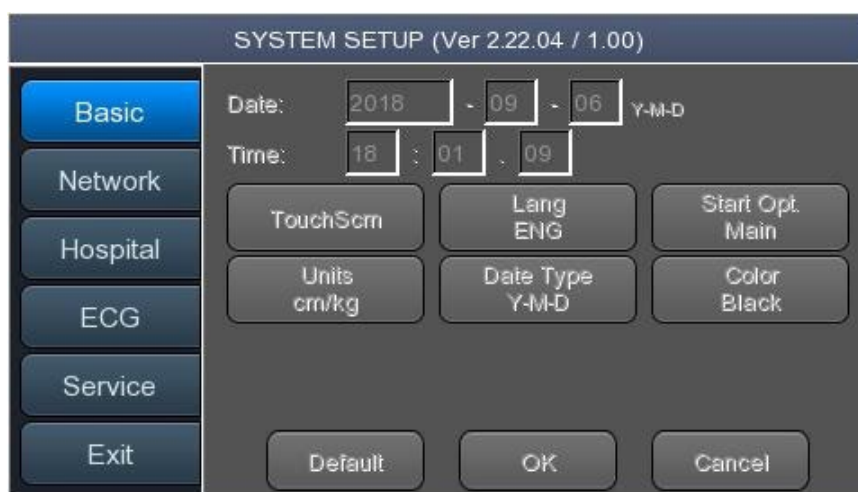 SYSTEM SETUP (Ver 2.22.04 / 1.00)
Basic
Network
Hospital
ECG
Service
Exit
Date: 2018 - 09 - 06 Y-M-D
Time: 18 : 01 . 09
TouchScrn
Lang
ENG
Start Opt.
Main
Units
cm/kg
Date Type
Y-M-D
Color
Black
Default
OK
Cancel